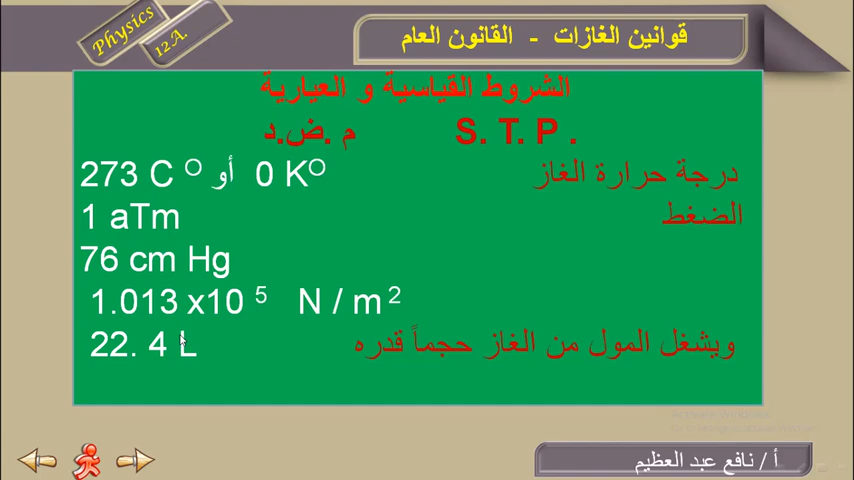 Physics
12A.
قوانين الغازات - القانون العام
الشروط القياسية و العيارية
م .ض.د S. T. P .
درجة حرارة الغاز 273 C O أو 0 K O
الضغط 1 aTm
76 cm Hg
1.013 x10 5 N / m 2
ويشغل المول من الغاز حجماً قدره 22. 4 L
أ / نافع عبد العظيم